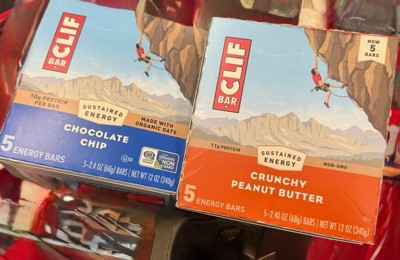 CLIF
BAR
10g PROTEIN
PER BAR
SUSTAINED
ENERGY
MADE WITH
ORGANIC OATS
CHOCOLATE
CHIP
5 ENERGY BARS
5-2.4 OZ (68g) BARS | NET WT 12 OZ (340g)
CLIF
BAR
NOW
5
BARS
11g PROTEIN
SUSTAINED
ENERGY
NON-GMO
CRUNCHY
PEANUT BUTTER
5 ENERGY BARS
5-2.40 OZ (68g) BARS | NET WT 12 OZ (340g)